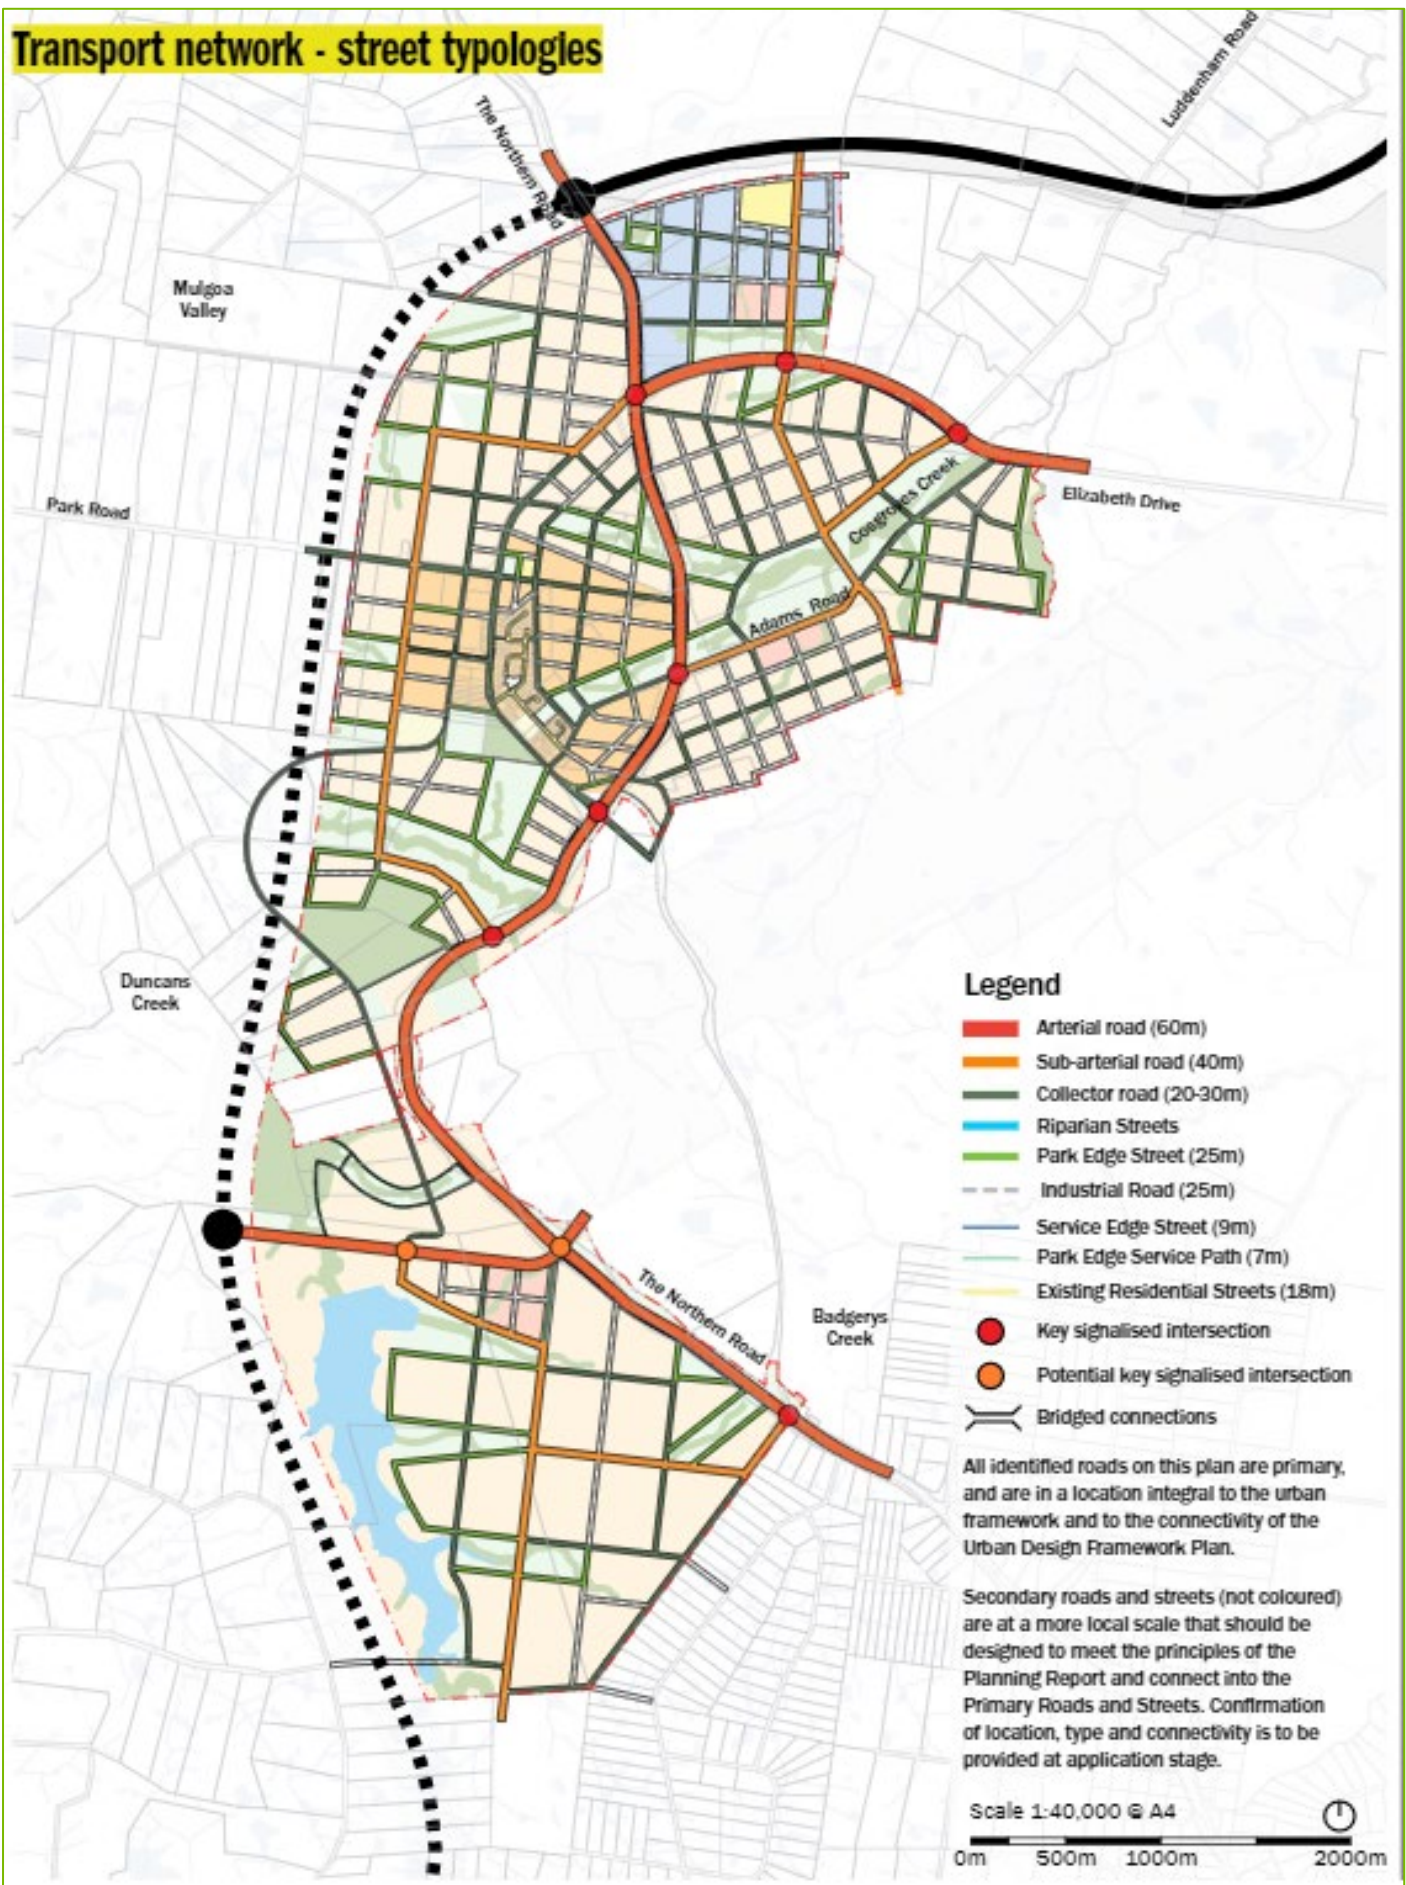 Transport network - street typologies
Luddenham Road
The Northern Road
Mulgoa
Valley
Park Road
Cosgroves Creek
Elizabeth Drive
Adams Road
Duncans
Creek
The Northern Road
Badgerys
Creek
Legend
Arterial road (60m)
Sub-arterial road (40m)
Collector road (20-30m)
Riparian Streets
Park Edge Street (25m)
Industrial Road (25m)
Service Edge Street (9m)
Park Edge Service Path (7m)
Existing Residential Streets (18m)
Key signalised intersection
Potential key signalised intersection
Bridged connections
All identified roads on this plan are primary,
and are in a location integral to the urban
framework and to the connectivity of the
Urban Design Framework Plan.
Secondary roads and streets (not coloured)
are at a more local scale that should be
designed to meet the principles of the
Planning Report and connect into the
Primary Roads and Streets. Confirmation
of location, type and connectivity is to be
provided at application stage.
Scale 1:40,000 @ A4
0m 500m 1000m 2000m